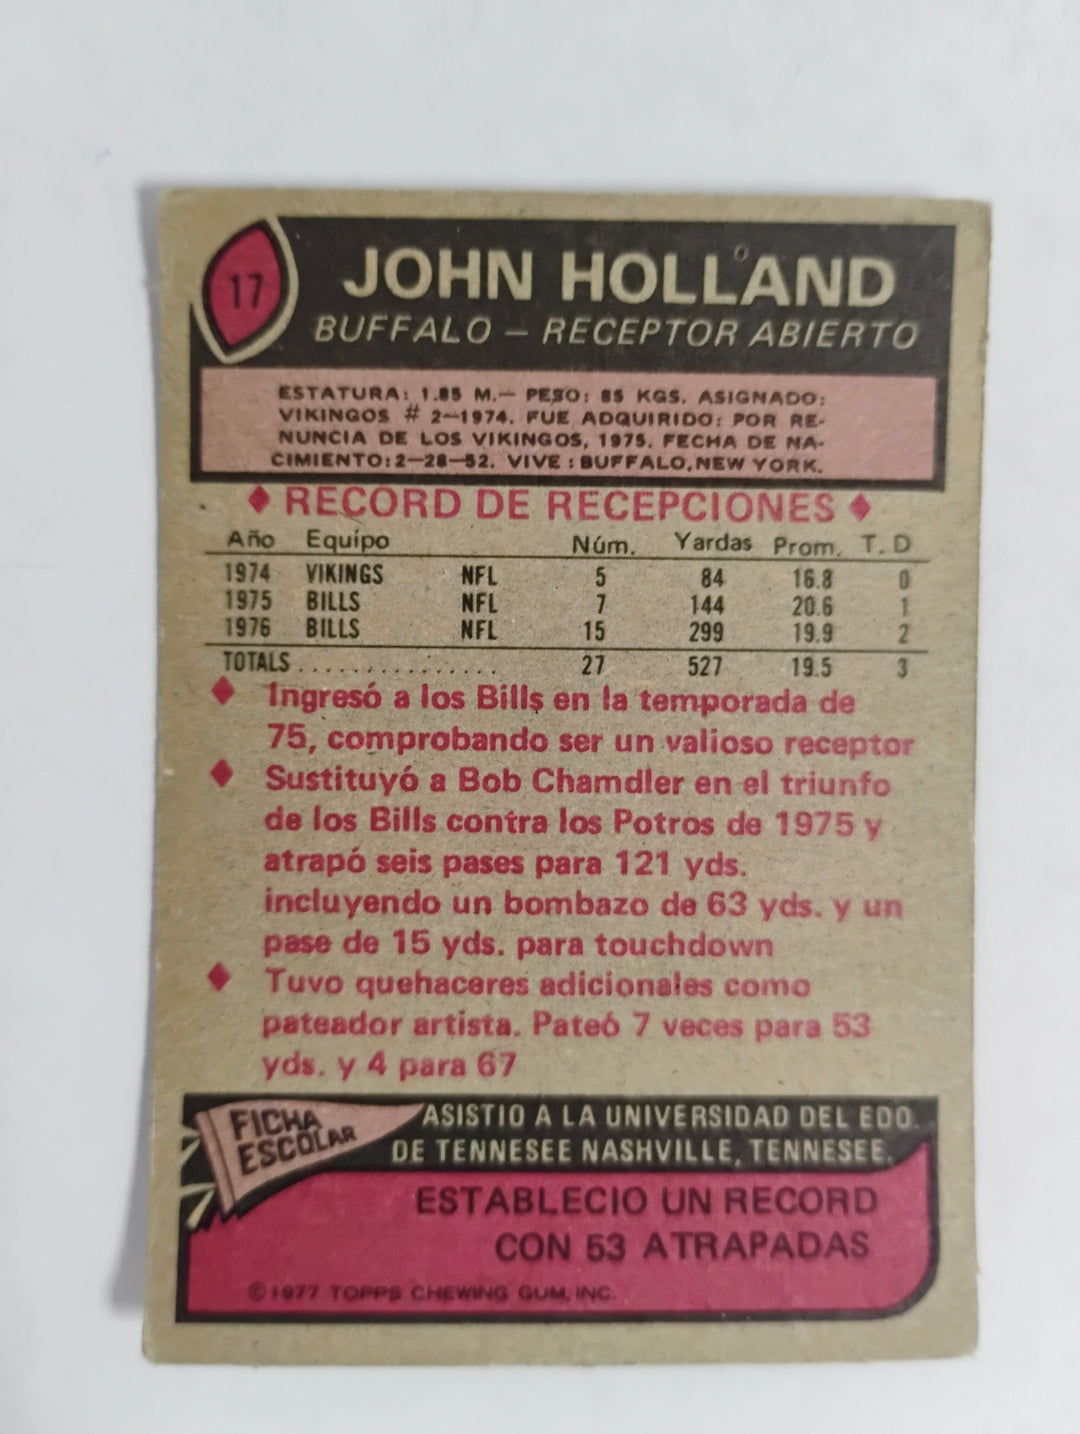 17
JOHN HOLLAND
BUFFALO — RECEPTOR ABIERTO
ESTATURA: 1.85 M.— PESO: 85 KGS. ASIGNADO:
VIKINGOS # 2—1974. FUE ADQUIRIDO: POR RE-
NUNCIA DE LOS VIKINGOS, 1975. FECHA DE NA-
CIMIENTO: 2—28—52. VIVE : BUFFALO, NEW YORK.
♦ RECORD DE RECEPCIONES ♦
Año Equipo Núm. Yardas Prom. T. D
1974 VIKINGS NFL 5 84 16.8 0
1975 BILLS NFL 7 144 20.6 1
1976 BILLS NFL 15 299 19.9 2
TOTALS ................ 27 527 19.5 3
♦ Ingresó a los Bills en la temporada de
75, comprobando ser un valioso receptor
♦ Sustituyó a Bob Chamdler en el triunfo
de los Bills contra los Potros de 1975 y
atrapó seis pases para 121 yds.
incluyendo un bombazo de 63 yds. y un
pase de 15 yds. para touchdown
♦ Tuvo quehaceres adicionales como
pateador artista. Pateó 7 veces para 53
yds. y 4 para 67
FICHA
ESCOLAR
ASISTIO A LA UNIVERSIDAD DEL EDO.
DE TENNESEE NASHVILLE, TENNESEE.
ESTABLECIO UN RECORD
CON 53 ATRAPADAS
©1977 TOPPS CHEWING GUM, INC.